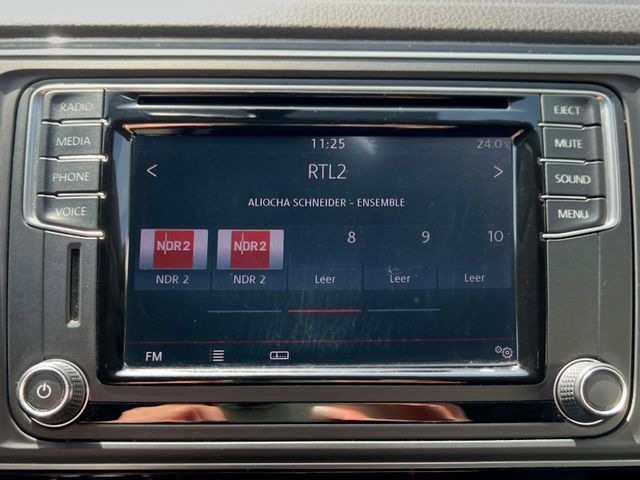 RADIO
MEDIA
PHONE
VOICE
EJECT
MUTE
SOUND
MENU
11:25
24.0
< RTL2 >
ALIOCHA SCHNEIDER - ENSEMBLE
NDR 2 NDR 2 8 9 10
NDR 2 NDR 2 Leer Leer Leer
FM